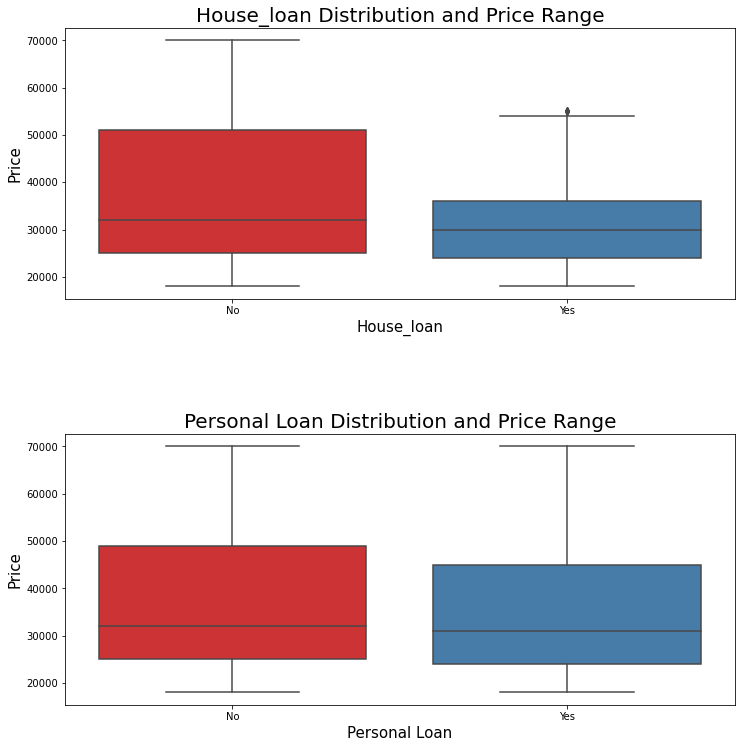 House_loan Distribution and Price Range
70000
60000
50000
40000
30000
20000
Price
No
Yes
House_loan
Personal Loan Distribution and Price Range
70000
60000
50000
40000
30000
20000
Price
No
Yes
Personal Loan